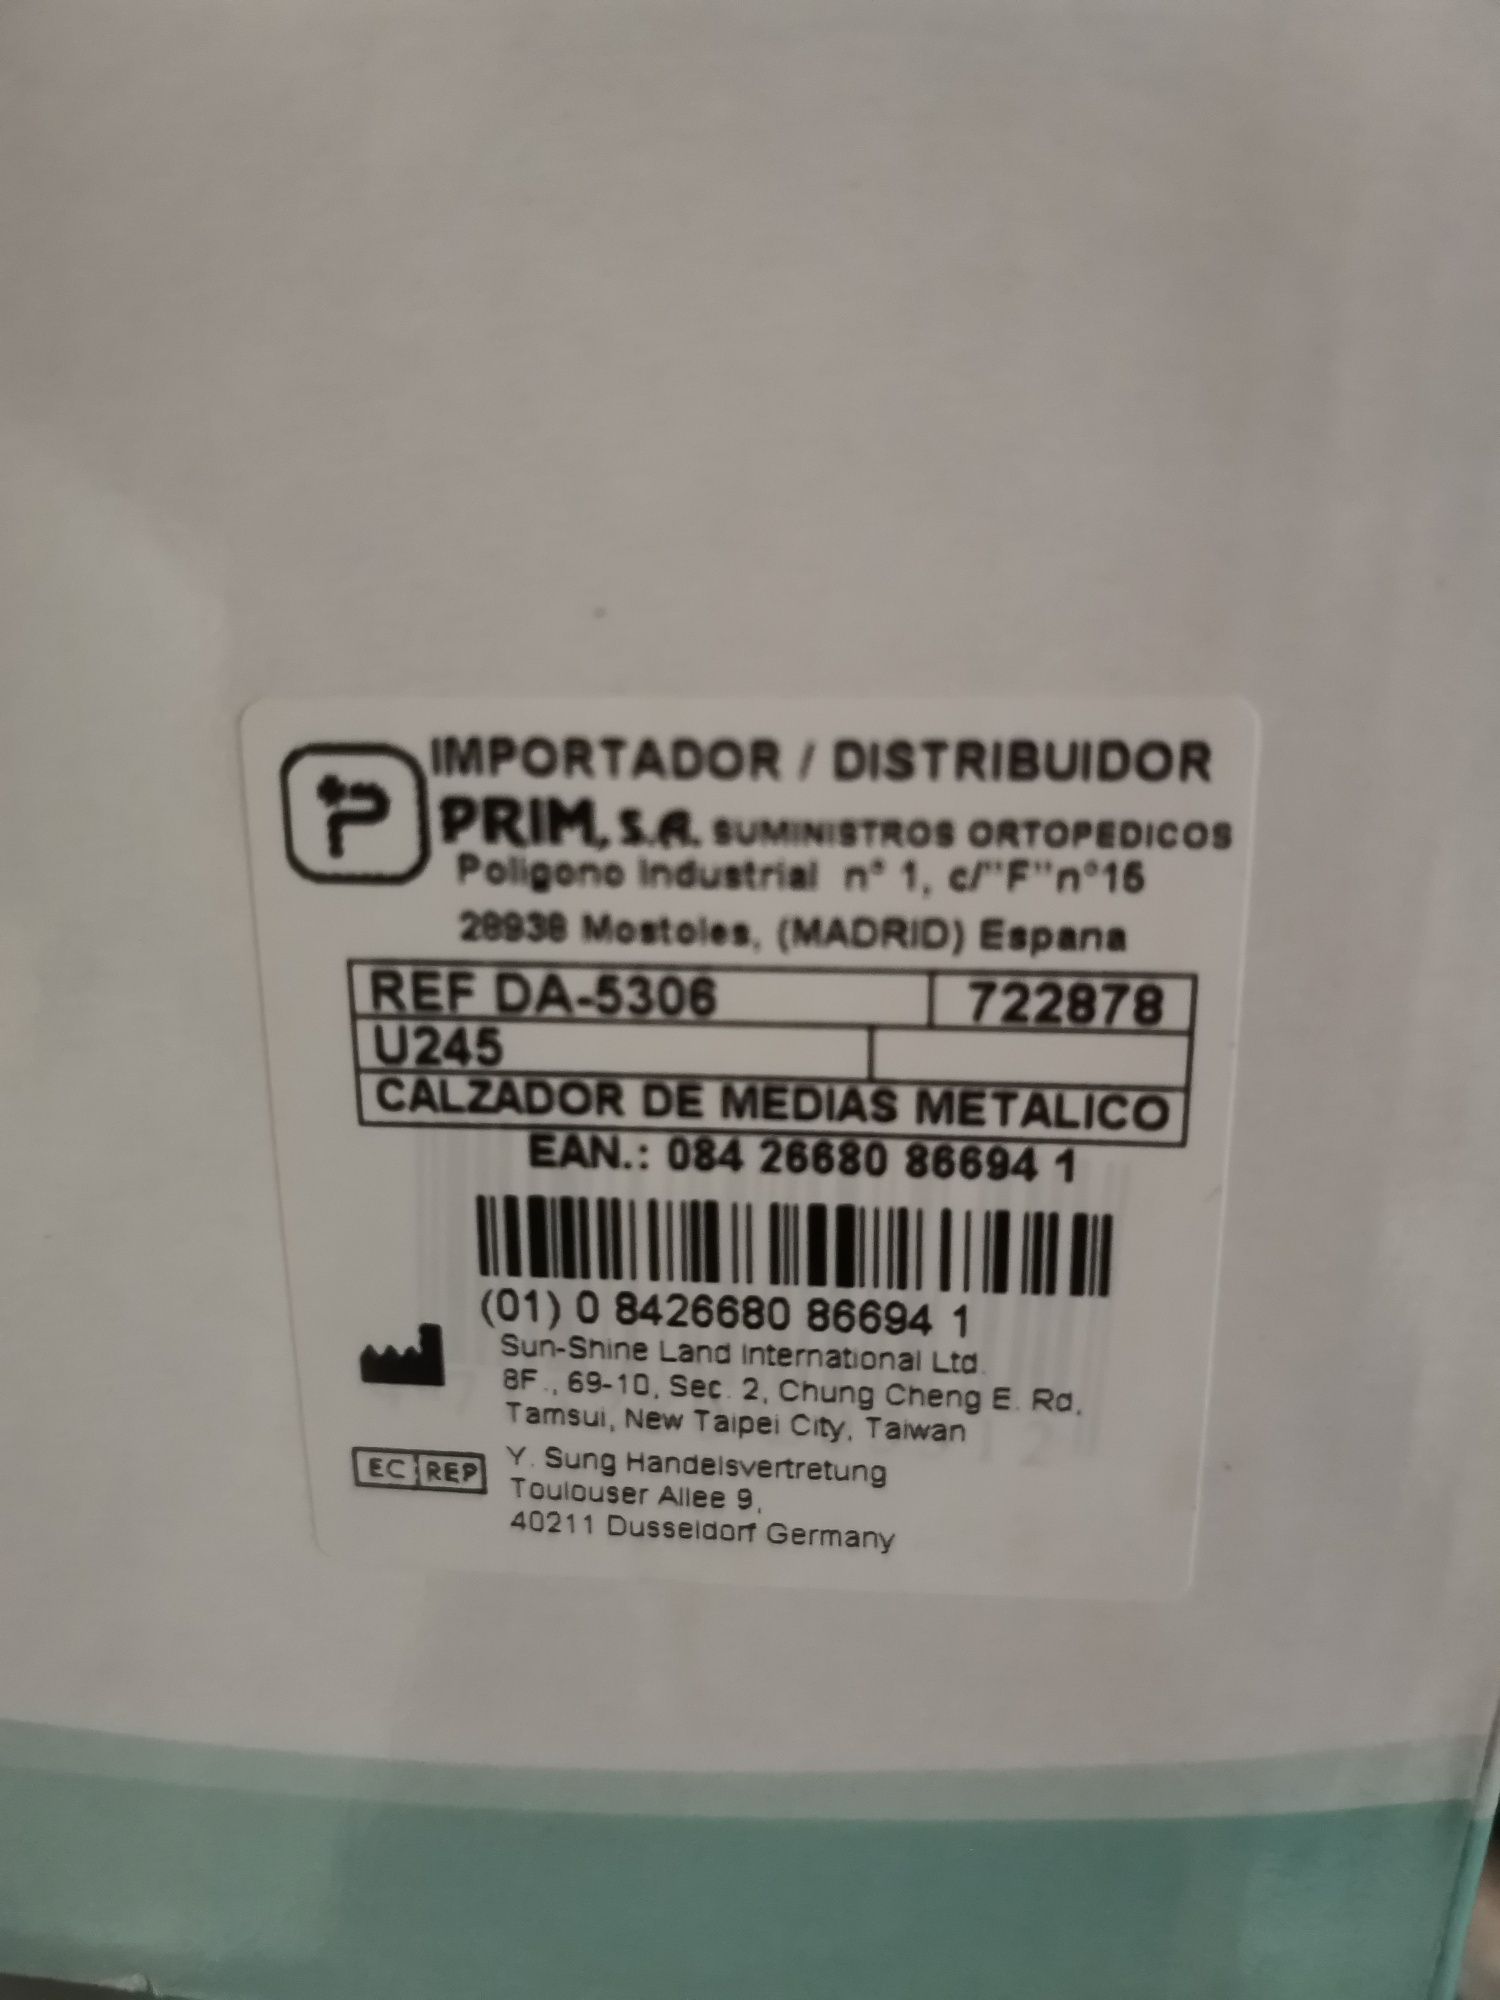 IMPORTADOR / DISTRIBUIDOR
PRIM, S.A. SUMINISTROS ORTOPEDICOS
Poligono Industrial n° 1, c/"F"n°15
28938 Mostoles, (MADRID) Espana
REF DA-5306 722878
U245
CALZADOR DE MEDIAS METALICO
EAN.: 084 26680 86694 1
(01) 0 8426680 86694 1
Sun-Shine Land International Ltd.
8F., 69-10, Sec. 2, Chung Cheng E. Rd,
Tamsui, New Taipei City, Taiwan
EC REP Y. Sung Handelsvertretung
Toulouser Allee 9,
40211 Dusseldorf Germany